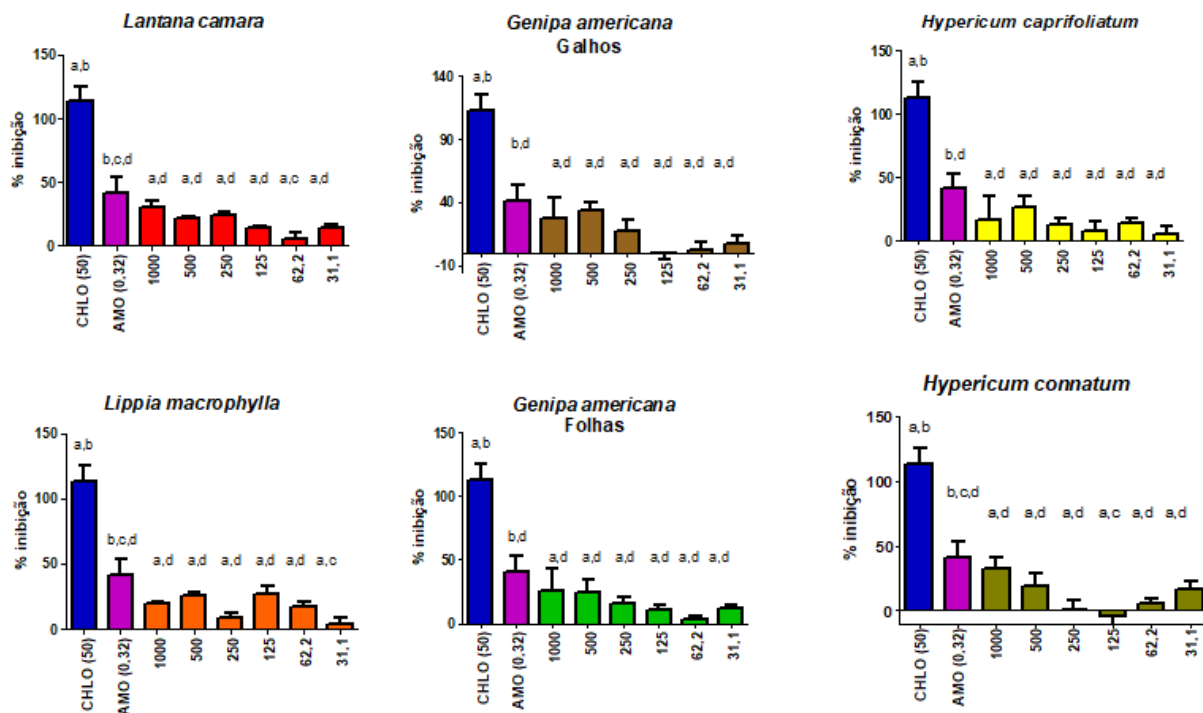 Lantana camara
150
100
50
0
% inibição
a,b
b,c,d
a,d
a,d
a,d
a,d
a,c
a,d
CHLO (50)
AMO (0,32)
1000
500
250
125
62,2
31,1
Genipa americana
Galhos
140
90
40
-10
% inibição
a,b
b,d
a,d
a,d
a,d
a,d
a,d
a,d
CHLO (50)
AMO (0,32)
1000
500
250
125
62,2
31,1
Hypericum caprifoliatum
150
100
50
0
% inibição
a,b
b,d
a,d
a,d
a,d
a,d
a,d
a,d
CHLO (50)
AMO (0,32)
1000
500
250
125
62,2
31,1
Lippia macrophylla
150
100
50
0
% inibição
a,b
b,c,d
a,d
a,d
a,d
a,d
a,d
a,c
CHLO (50)
AMO (0,32)
1000
500
250
125
62,2
31,1
Genipa americana
Folhas
150
100
50
0
% inibição
a,b
b,d
a,d
a,d
a,d
a,d
a,d
a,d
CHLO (50)
AMO (0,32)
1000
500
250
125
62,2
31,1
Hypericum connatum
150
100
50
0
% inibição
a,b
b,c,d
a,d
a,d
a,d
a,c
a,d
a,d
CHLO (50)
AMO (0,32)
1000
500
250
125
62,2
31,1